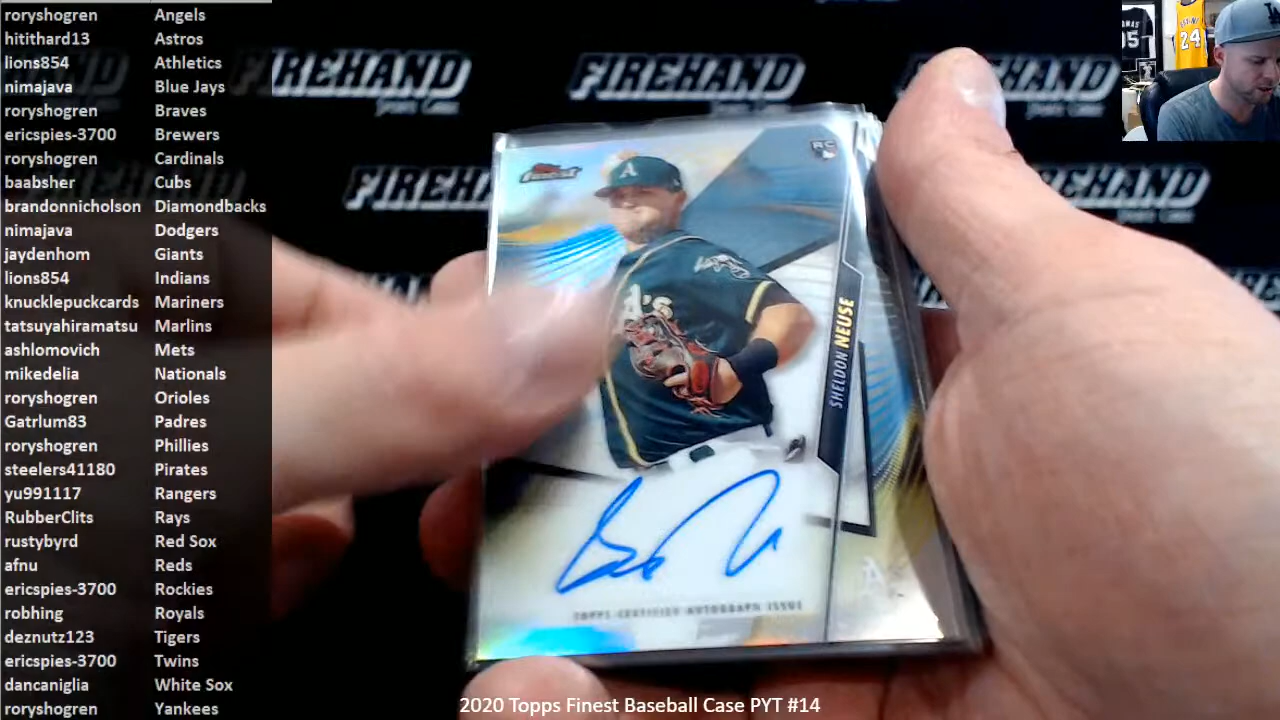 roryshogren Angels
hitithard13 Astros
lions854 Athletics
nimajava Blue Jays
roryshogren Braves
ericspies-3700 Brewers
roryshogren Cardinals
baabsher Cubs
brandonnicholson Diamondbacks
nimajava Dodgers
jaydenhom Giants
lions854 Indians
knucklepuckcards Mariners
tatsuyahiramatsu Marlins
ashlomovich Mets
mikedelia Nationals
roryshogren Orioles
Gatrlum83 Padres
roryshogren Phillies
steelers41180 Pirates
yu991117 Rangers
RubberClits Rays
rustybyrd Red Sox
afnu Reds
ericspies-3700 Rockies
robhing Royals
deznutz123 Tigers
ericspies-3700 Twins
dancaniglia White Sox
roryshogren Yankees
FIREHAND
FIREHAND
Finest
RC
A
SHELDON NEUSE
TOPPS CERTIFIED AUTOGRAPH ISSUE
24
2020 Topps Finest Baseball Case PYT #14